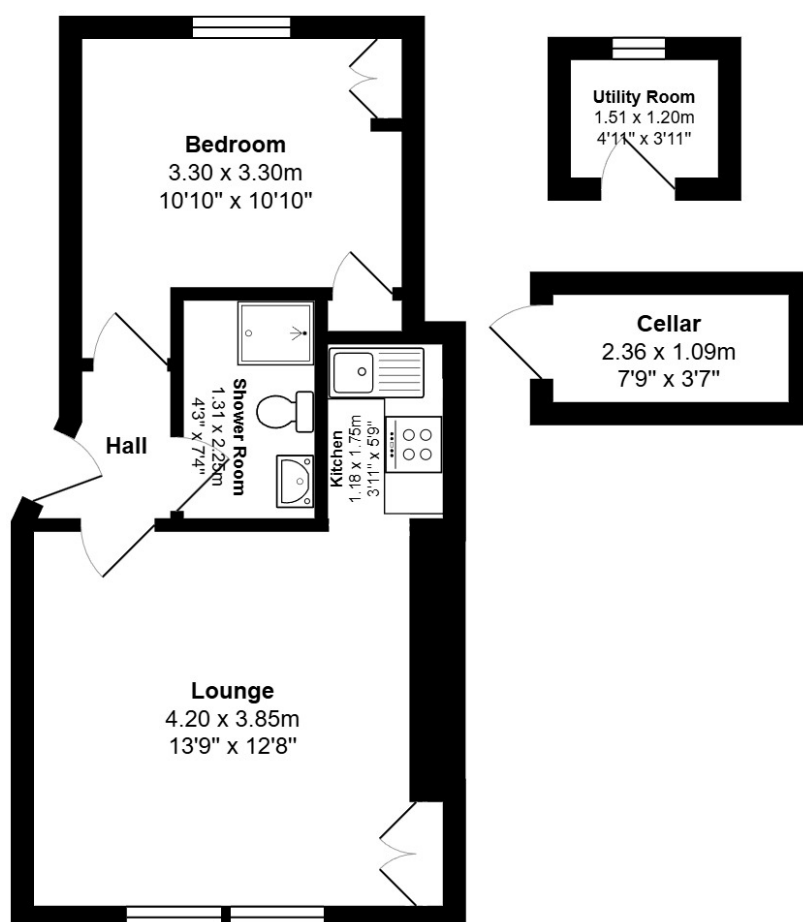 Bedroom
3.30 x 3.30m
10'10" x 10'10"
Utility Room
1.51 x 1.20m
4'11" x 3'11"
Cellar
2.36 x 1.09m
7'9" x 3'7"
Hall
Shower Room
1.31 x 2.25m
4'3" x 7'4"
Kitchen
1.18 x 1.75m
3'11" x 5'9"
Lounge
4.20 x 3.85m
13'9" x 12'8"